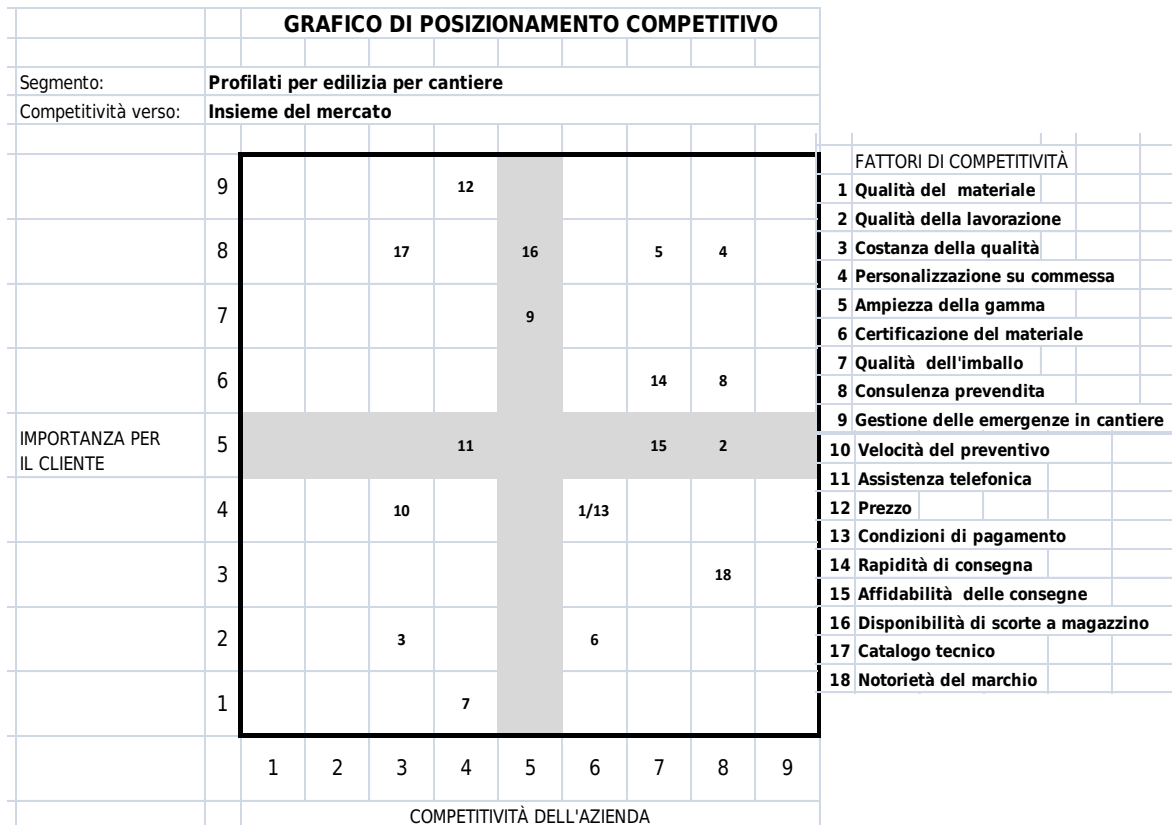 GRAFICO DI POSIZIONAMENTO COMPETITIVO
Segmento: Profilati per edilizia per cantiere
Competitività verso: Insieme del mercato
9 12
8 17 16 5 4
7 9
6 14 8
IMPORTANZA PER
IL CLIENTE
5 11 15 2
4 10 1/13
3 18
2 3 6
1 7
1 2 3 4 5 6 7 8 9
COMPETITIVITÀ DELL'AZIENDA
FATTORI DI COMPETITIVITÀ
1 Qualità del materiale
2 Qualità della lavorazione
3 Costanza della qualità
4 Personalizzazione su commessa
5 Ampiezza della gamma
6 Certificazione del materiale
7 Qualità dell'imballo
8 Consulenza prevendita
9 Gestione delle emergenze in cantiere
10 Velocità del preventivo
11 Assistenza telefonica
12 Prezzo
13 Condizioni di pagamento
14 Rapidità di consegna
15 Affidabilità delle consegne
16 Disponibilità di scorte a magazzino
17 Catalogo tecnico
18 Notorietà del marchio